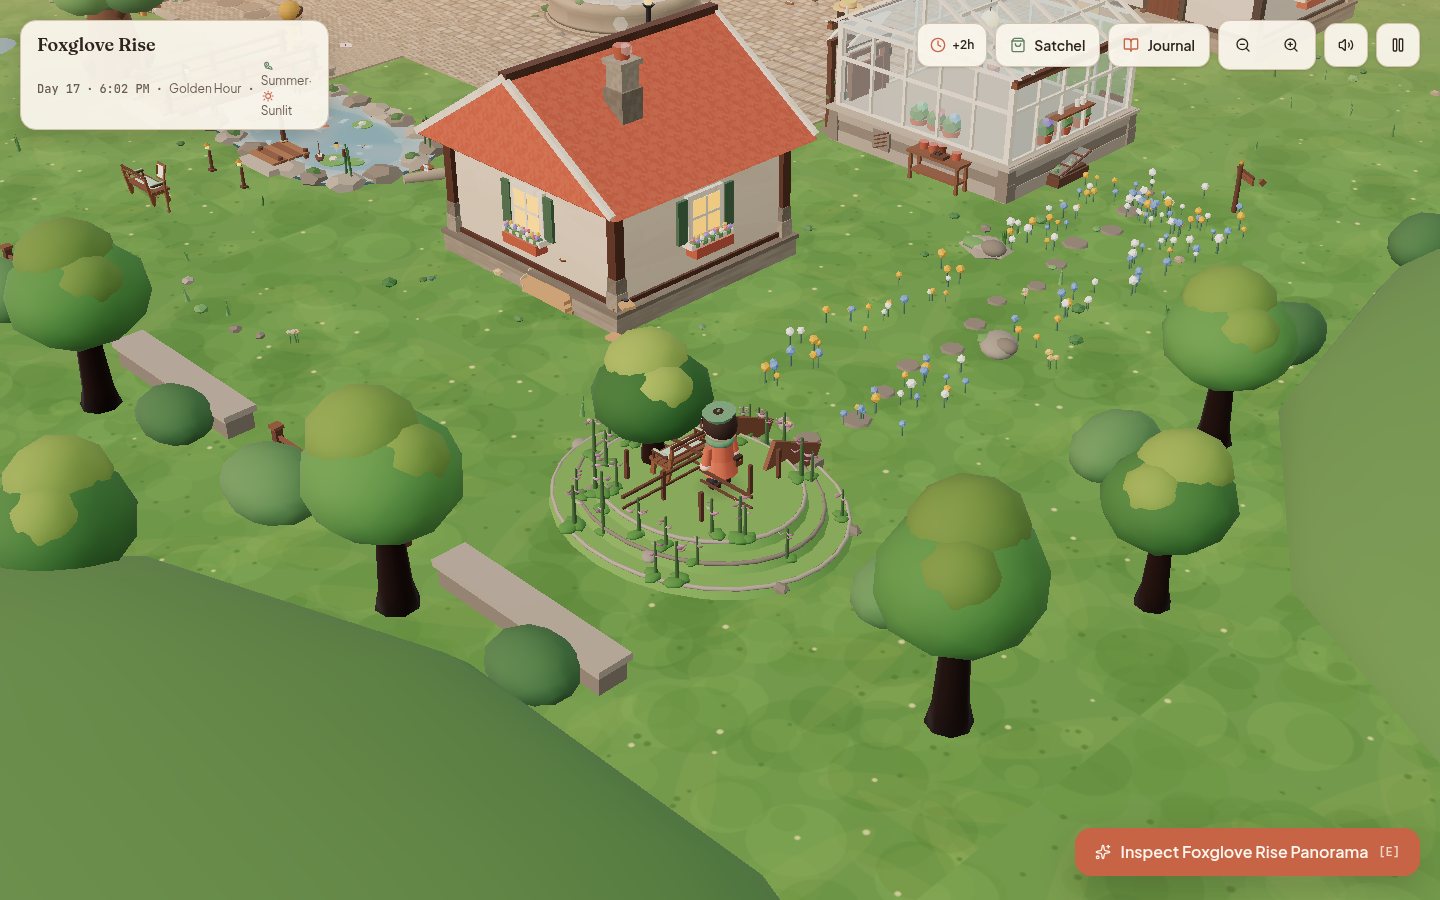 Foxglove Rise
Day 17 · 6:02 PM · Golden Hour · Summer · Sunlit
+2h
Satchel
Journal
Inspect Foxglove Rise Panorama [E]